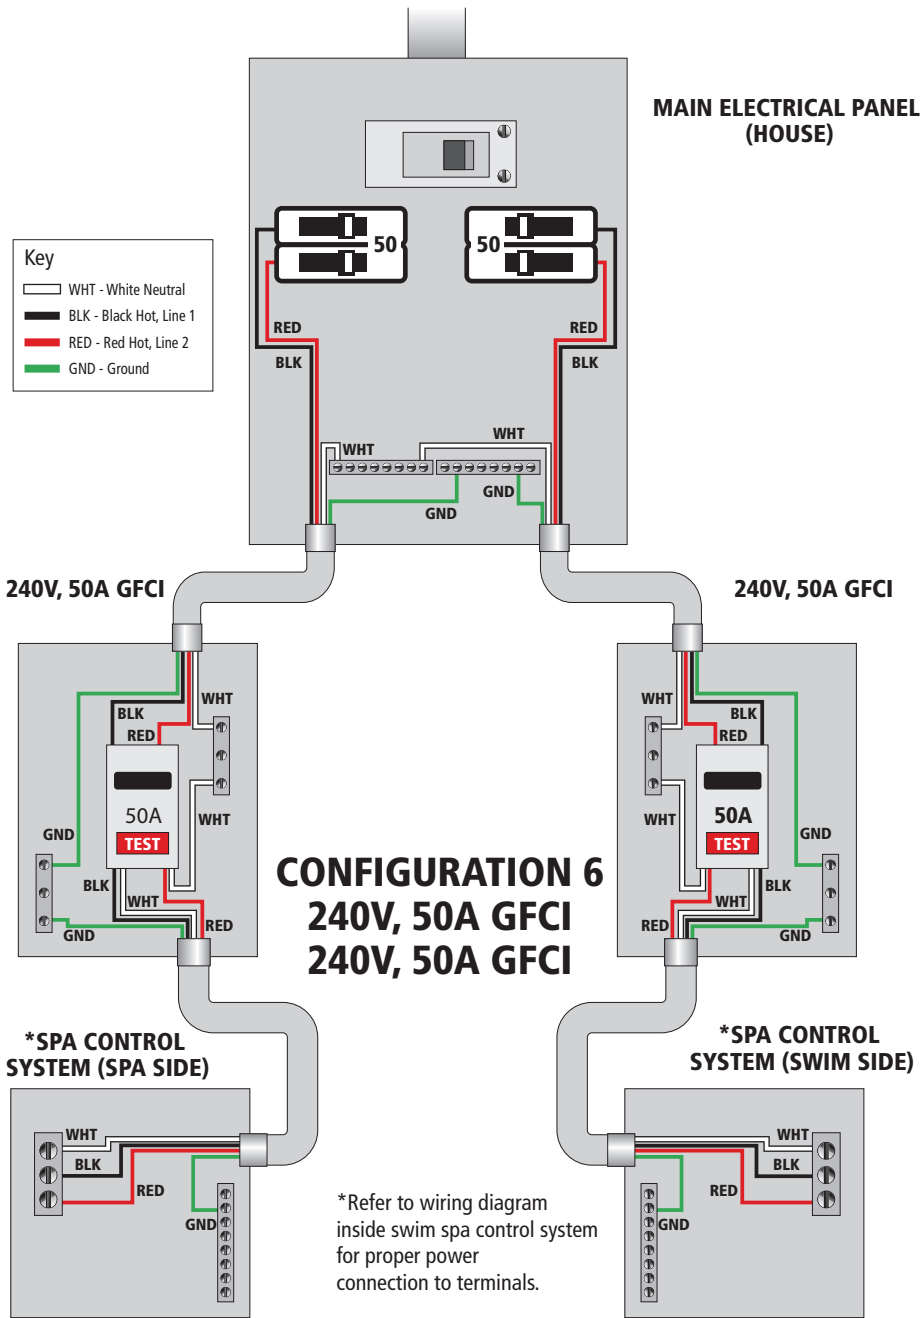 MAIN ELECTRICAL PANEL
(HOUSE)
50
50
Key
WHT - White Neutral
BLK - Black Hot, Line 1
RED - Red Hot, Line 2
GND - Ground
RED
BLK
RED
BLK
WHT
WHT
GND
GND
240V, 50A GFCI
240V, 50A GFCI
WHT
BLK
RED
50A
TEST
WHT
GND
BLK
WHT
RED
GND
WHT
BLK
RED
50A
TEST
WHT
GND
BLK
WHT
RED
GND
CONFIGURATION 6
240V, 50A GFCI
240V, 50A GFCI
*SPA CONTROL
SYSTEM (SPA SIDE)
WHT
BLK
RED
GND
*SPA CONTROL
SYSTEM (SWIM SIDE)
WHT
BLK
RED
GND
*Refer to wiring diagram
inside swim spa control system
for proper power
connection to terminals.